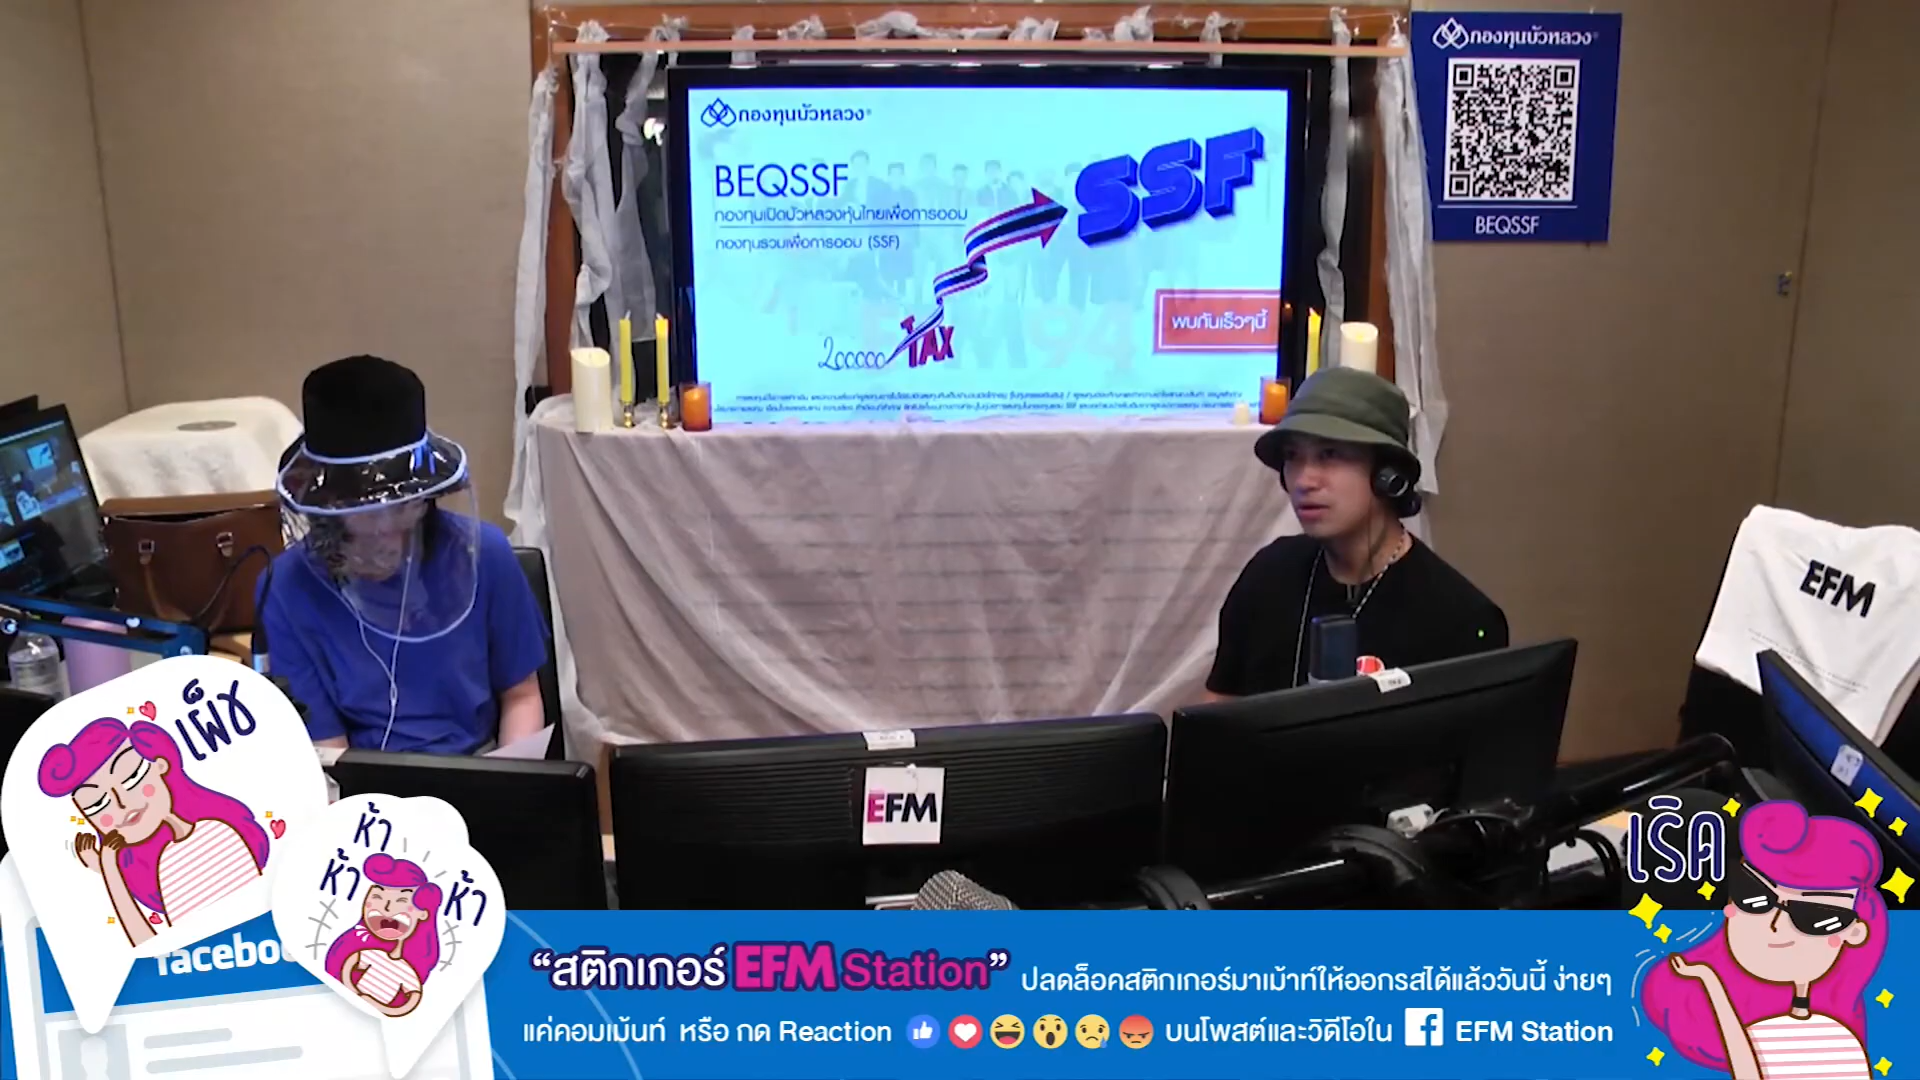 กองทุนบัวหลวง
กองทุนบัวหลวง
BEQSSF
SSF
BEQSSF
กองทุนเปิดบัวหลวงหุ้นไทยเพื่อการออม
กองทุนรวมเพื่อการออม (SSF)
พบกันเร็วๆนี้
200000 TAX
EFM94
EFM
EFM
เผ็ช
ห้า
ห้า
ห้า
เริ่ค
facebo
“สติกเกอร์ EFM Station” ปลดล็อคสติกเกอร์มาเม้าท์ให้ออกรสได้แล้ววันนี้ ง่ายๆ
แค่คอมเม้นท์ หรือ กด Reaction บนโพสต์และวิดีโอใน EFM Station